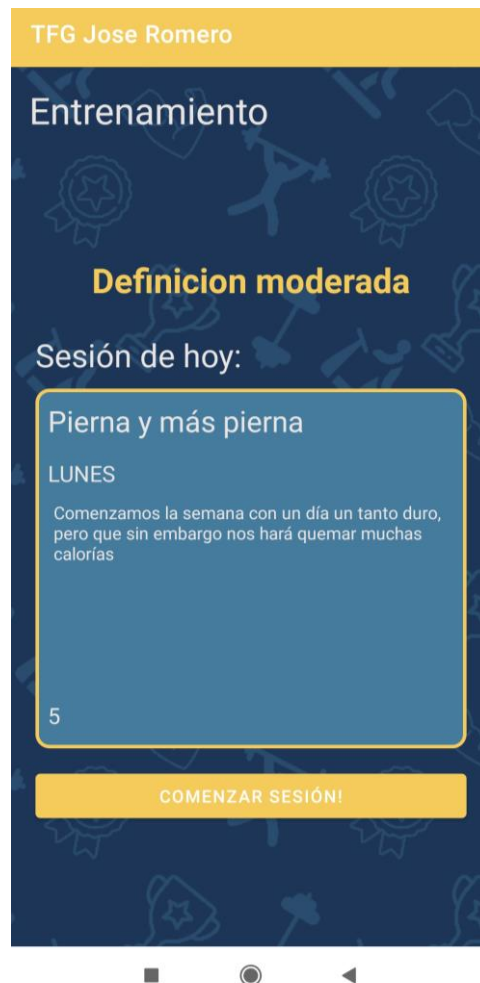 TFG Jose Romero
Entrenamiento
Definicion moderada
Sesión de hoy:
Pierna y más pierna
LUNES
Comenzamos la semana con un día un tanto duro,
pero que sin embargo nos hará quemar muchas
calorías
5
COMENZAR SESIÓN!